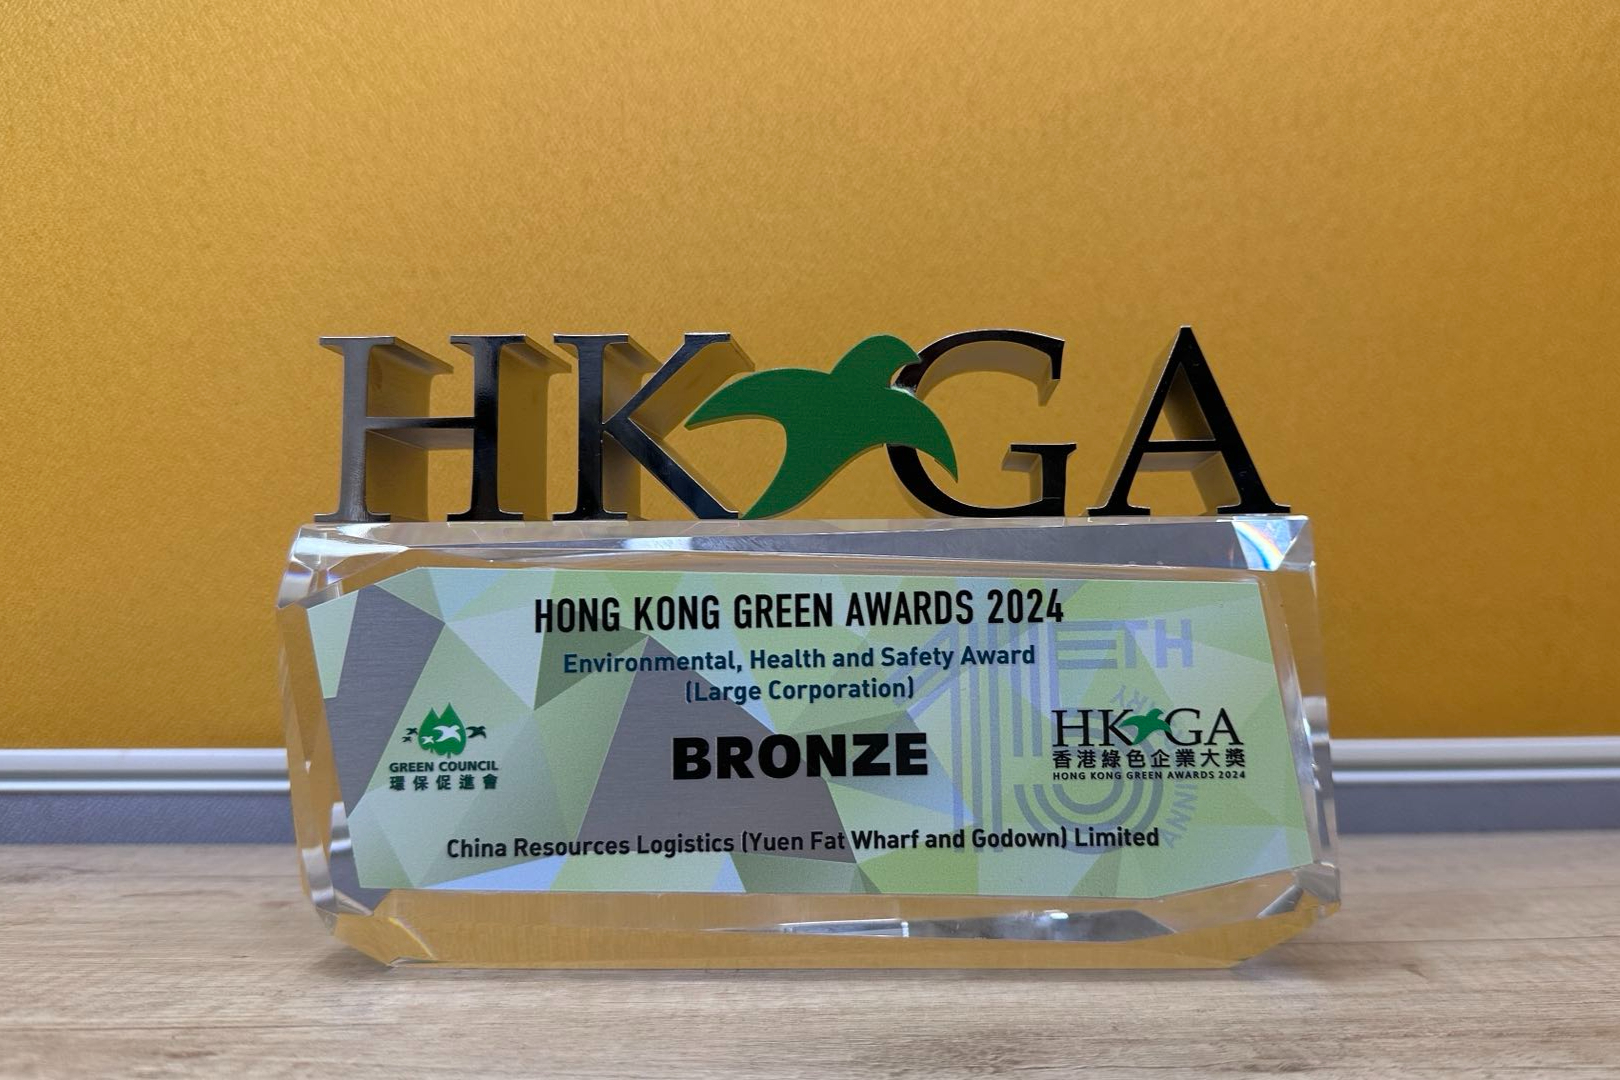 HKGA
HONG KONG GREEN AWARDS 2024
Environmental, Health and Safety Award
(Large Corporation)
BRONZE
GREEN COUNCIL
環保促進會
HKGA
香港綠色企業大獎
HONG KONG GREEN AWARDS 2024
15ETH
China Resources Logistics (Yuen Fat Wharf and Godown) Limited